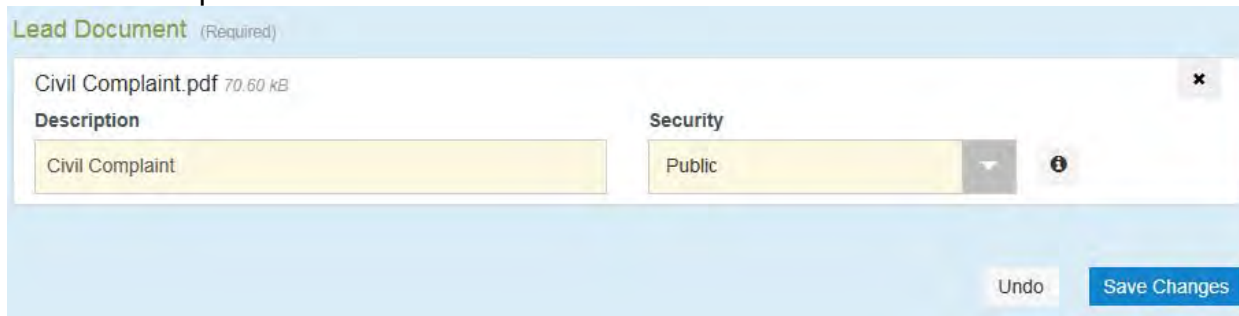 Lead Document (Required)
Civil Complaint.pdf 70.60 kB
Description Security
Civil Complaint Public
Undo Save Changes